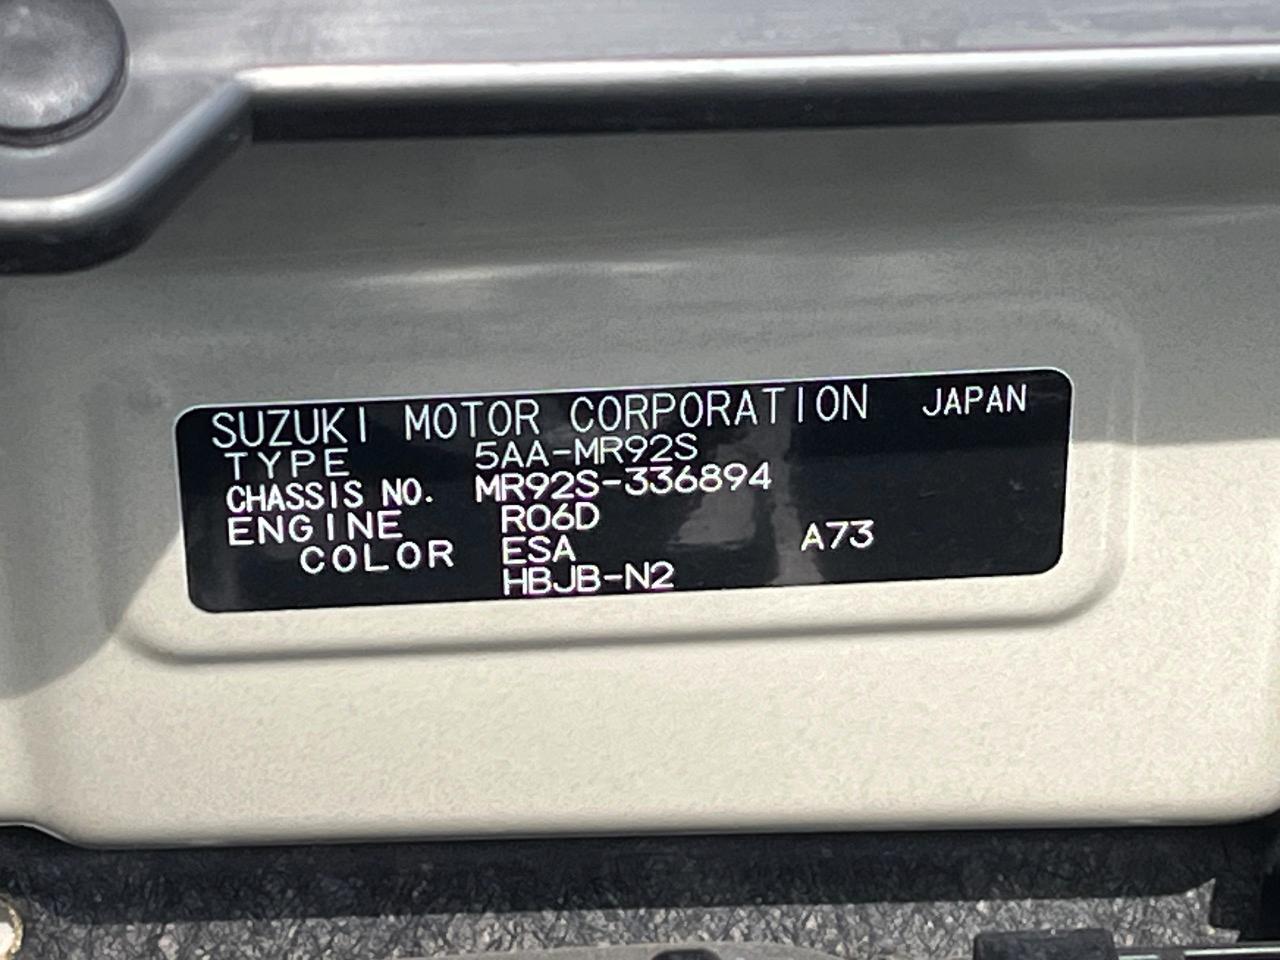 SUZUKI MOTOR CORPORATION JAPAN
TYPE 5AA-MR92S
CHASSIS NO. MR92S-336894
ENGINE R06D
COLOR ESA A73
HBJB-N2